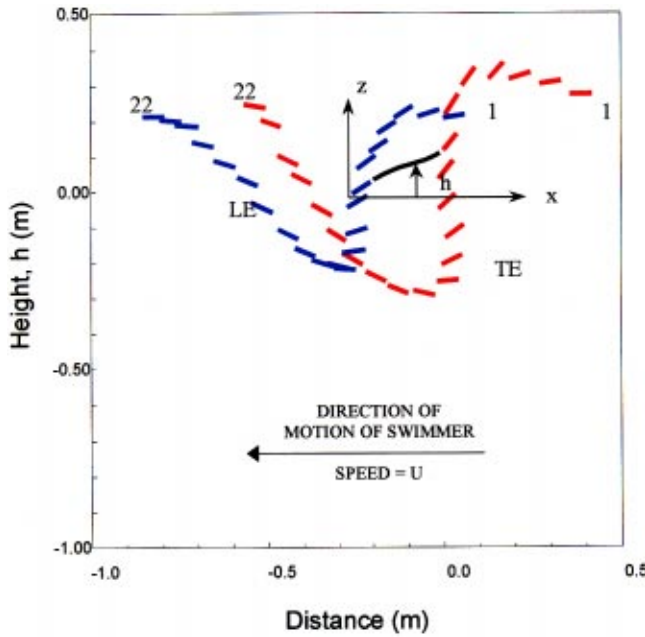 0.50
22
22
z
1
1
Height, h (m)
0.00
h
x
LE
TE
-0.50
DIRECTION OF
MOTION OF SWIMMER
SPEED = U
-1.00
-1.0
-0.5
0.0
0.5
Distance (m)